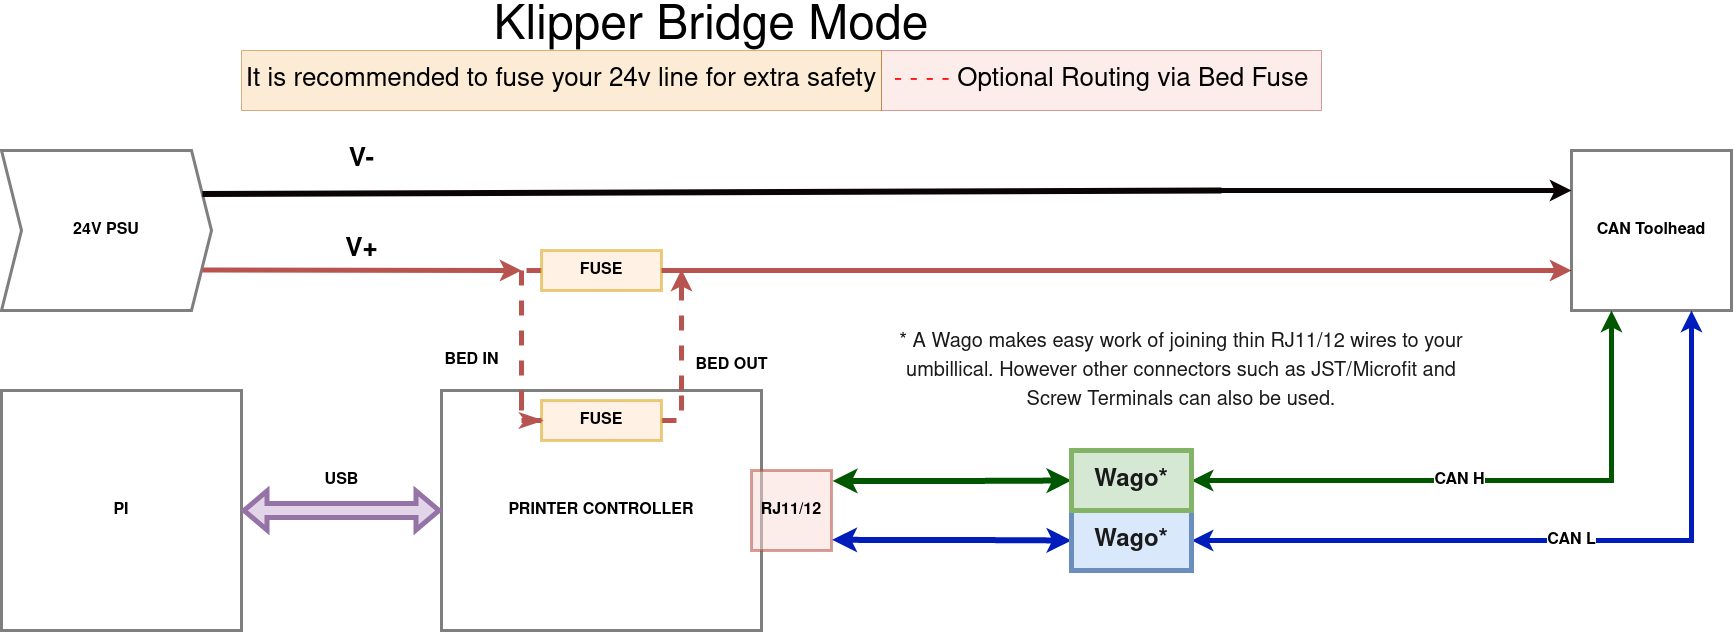 Klipper Bridge Mode
It is recommended to fuse your 24v line for extra safety
- - - - Optional Routing via Bed Fuse
V-
24V PSU
CAN Toolhead
V+
FUSE
* A Wago makes easy work of joining thin RJ11/12 wires to your
umbillical. However other connectors such as JST/Microfit and
Screw Terminals can also be used.
BED IN
BED OUT
FUSE
USB
Wago*
CAN H
PI
PRINTER CONTROLLER
RJ11/12
Wago*
CAN L